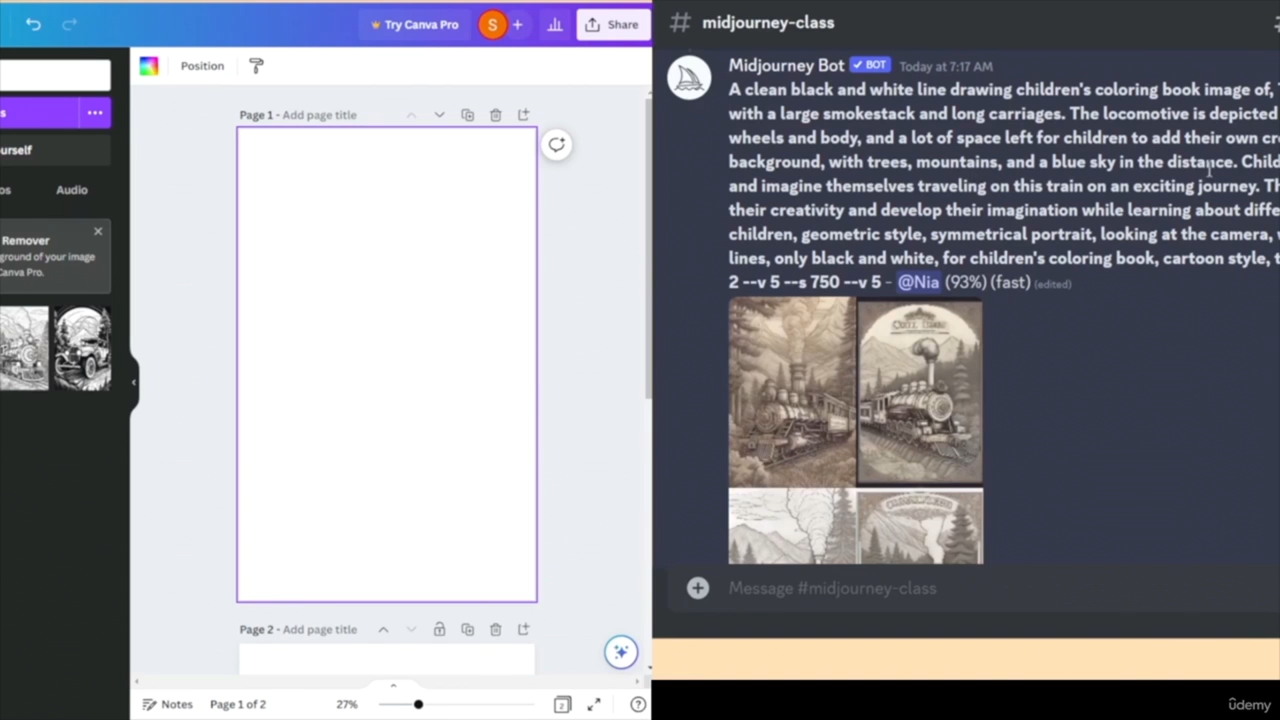 Try Canva Pro
S
Share
Position
s
ourself
os
Audio
Remover
ground of your image
Canva Pro.
Page 1 - Add page title
Page 2 - Add page title
Notes
Page 1 of 2
27%
2
midjourney-class
Midjourney Bot BOT Today at 7:17 AM
A clean black and white line drawing children's coloring book image of,
with a large smokestack and long carriages. The locomotive is depicted
wheels and body, and a lot of space left for children to add their own cr
background, with trees, mountains, and a blue sky in the distance. Child
and imagine themselves traveling on this train on an exciting journey. Th
their creativity and develop their imagination while learning about diffe
children, geometric style, symmetrical portrait, looking at the camera,
lines, only black and white, for children's coloring book, cartoon style, t
2 --v 5 --s 750 --v 5 - @Nia (93%) (fast) (edited)
Message #midjourney-class
ûdemy